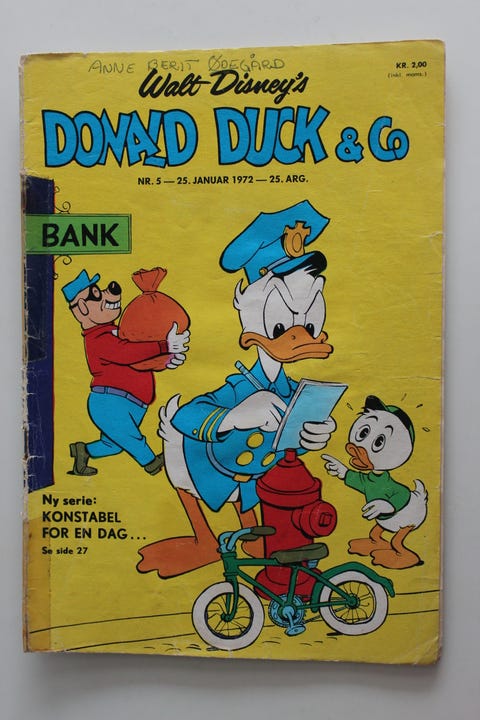 ANNE BERIT ØDEGÅRD
KR. 2,00
(inkl. moms.)
Walt Disney's
DONALD DUCK & Co
NR. 5 — 25. JANUAR 1972 — 25. ARG.
BANK
Ny serie:
KONSTABEL
FOR EN DAG...
Se side 27